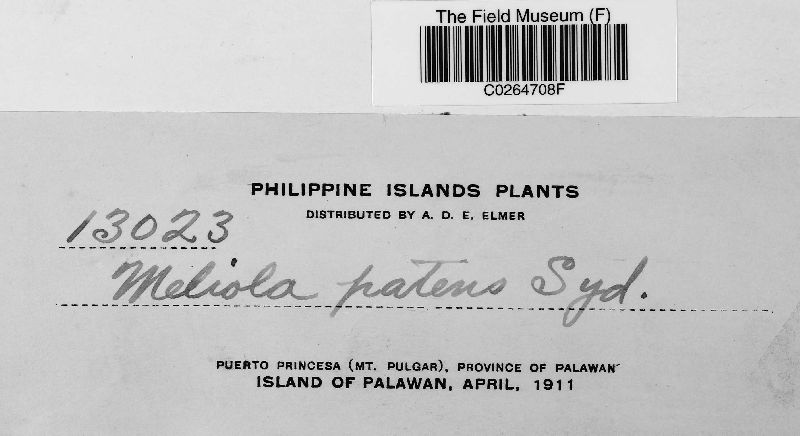 The Field Museum (F)
C0264708F
PHILIPPINE ISLANDS PLANTS
DISTRIBUTED BY A. D. E. ELMER
13023
Meliola patens Syd.
PUERTO PRINCESA (MT. PULGAR), PROVINCE OF PALAWAN
ISLAND OF PALAWAN, APRIL, 1911